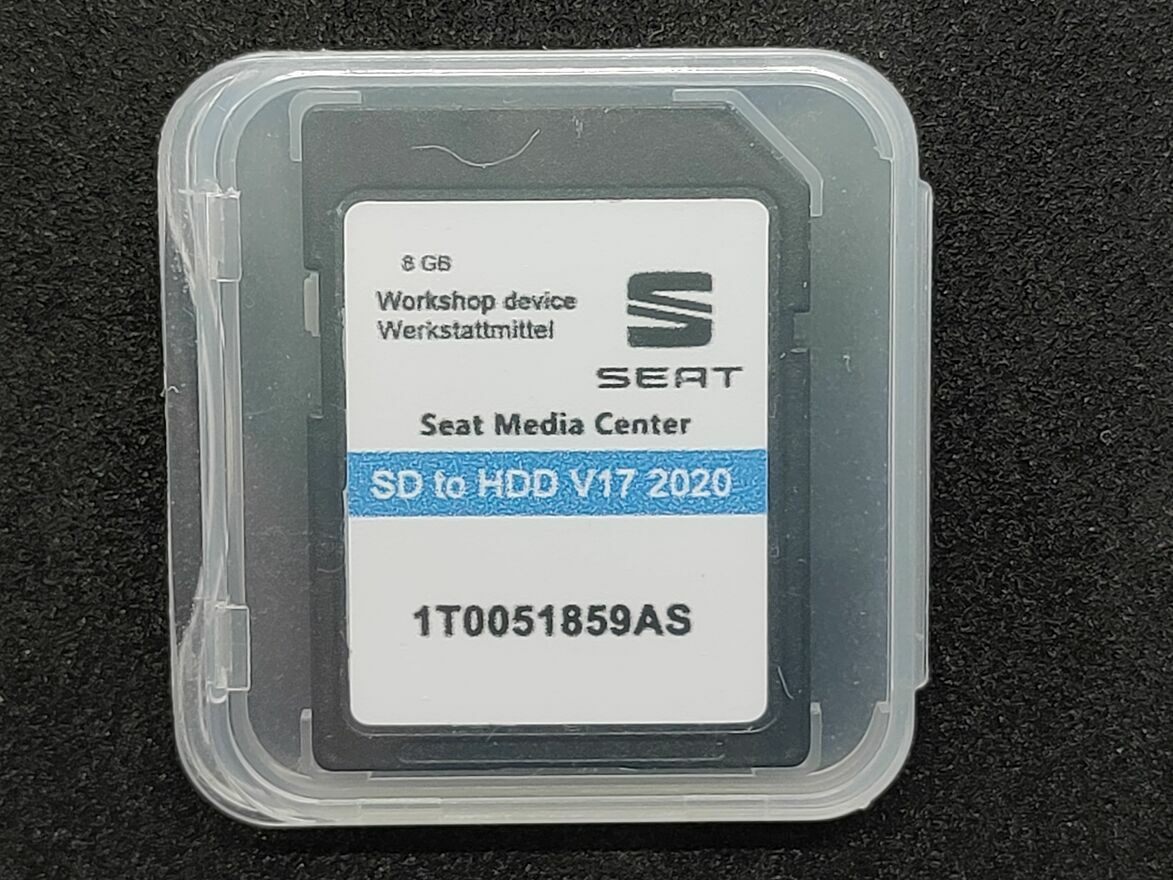 8 GB
Workshop device
Werkstattmittel
SEAT
Seat Media Center
SD to HDD V17 2020
1T0051859AS